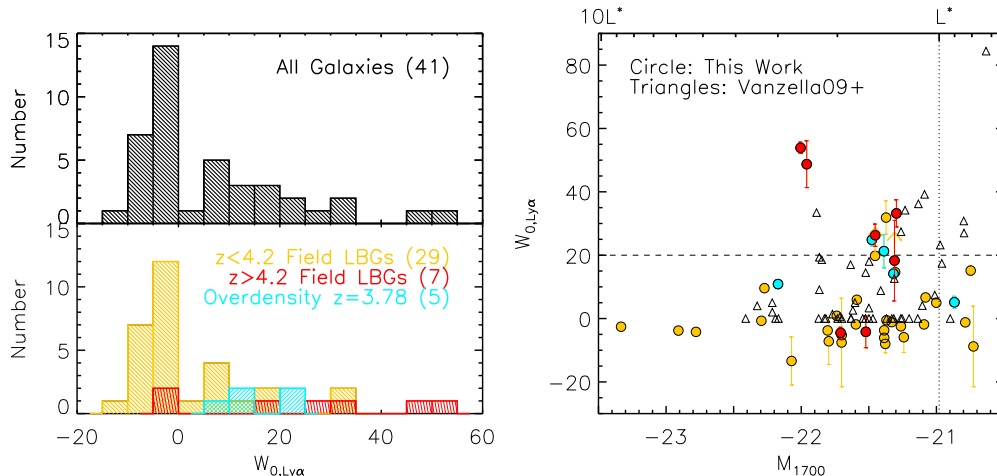 15
10
5
0
Number
All Galaxies (41)
10
5
0
Number
z<4.2 Field LBGs (29)
z>4.2 Field LBGs (7)
Overdensity z=3.78 (5)
-20 0 20 40 60
W0,Lyα
10L* L*
80
60
40
20
0
-20
W0,Lyα
Circle: This Work
Triangles: Vanzella09+
-23 -22 -21
M1700